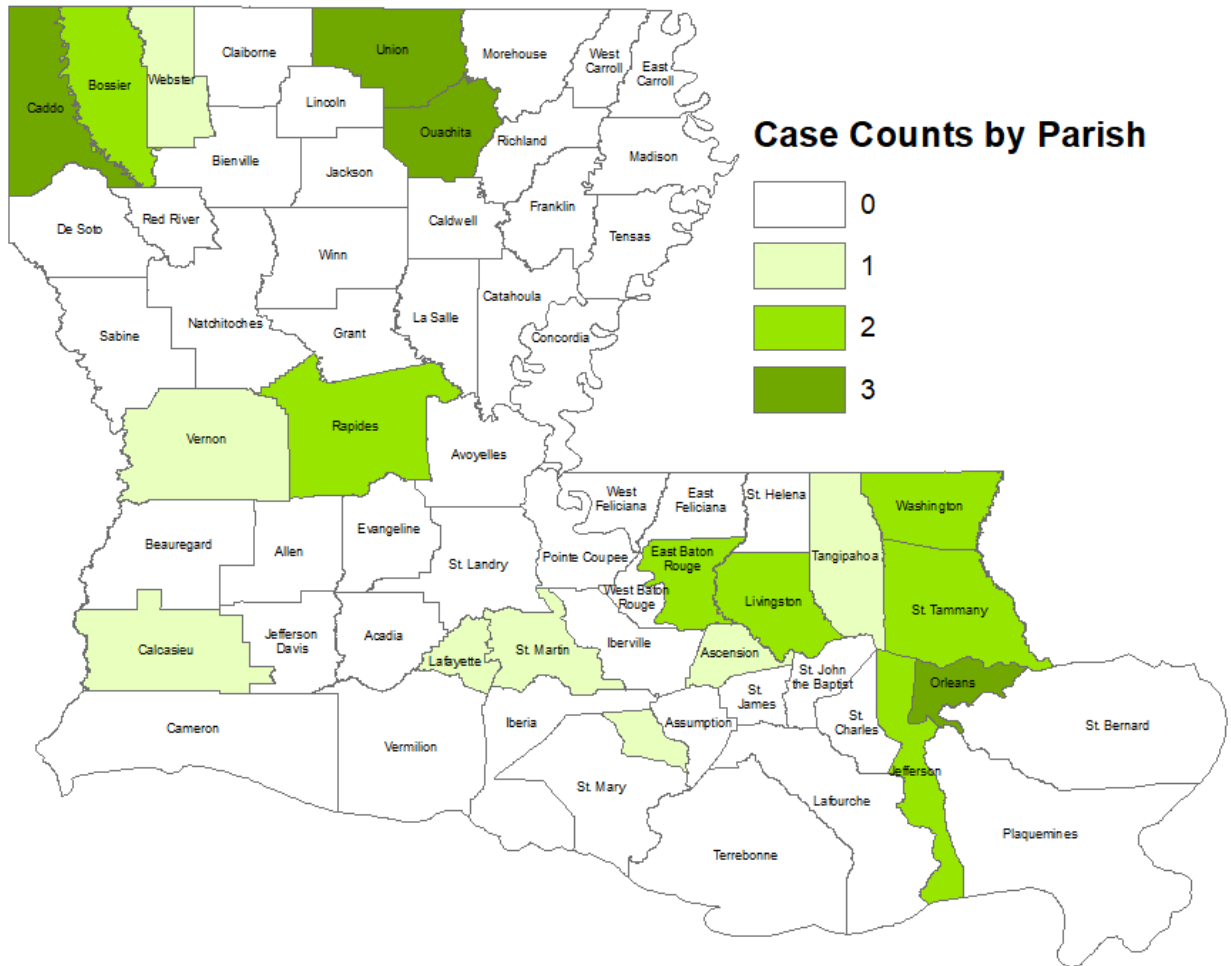 Case Counts by Parish
0
1
2
3
Caddo
Bossier
Webster
Claiborne
Union
Morehouse
West
Carroll
East
Carroll
Lincoln
Ouachita
Richland
Madison
Bienville
Jackson
De Soto
Red River
Caldwell
Franklin
Tensas
Winn
Sabine
Natchitoches
Grant
La Salle
Catahoula
Concordia
Vernon
Rapides
Avoyelles
Beauregard
Allen
Evangeline
St. Landry
Pointe Coupee
West
Feliciana
East
Feliciana
St. Helena
Tangipahoa
Washington
East Baton
Rouge
West Baton
Rouge
Livingston
St. Tammany
Calcasieu
Jefferson
Davis
Acadia
Lafayette
St. Martin
Iberville
Ascension
St. James
St. John
the Baptist
Orleans
St. Bernard
Cameron
Vermilion
Iberia
Assumption
St.
Charles
Jefferson
St. Mary
Terrebonne
Lafourche
Plaquemines